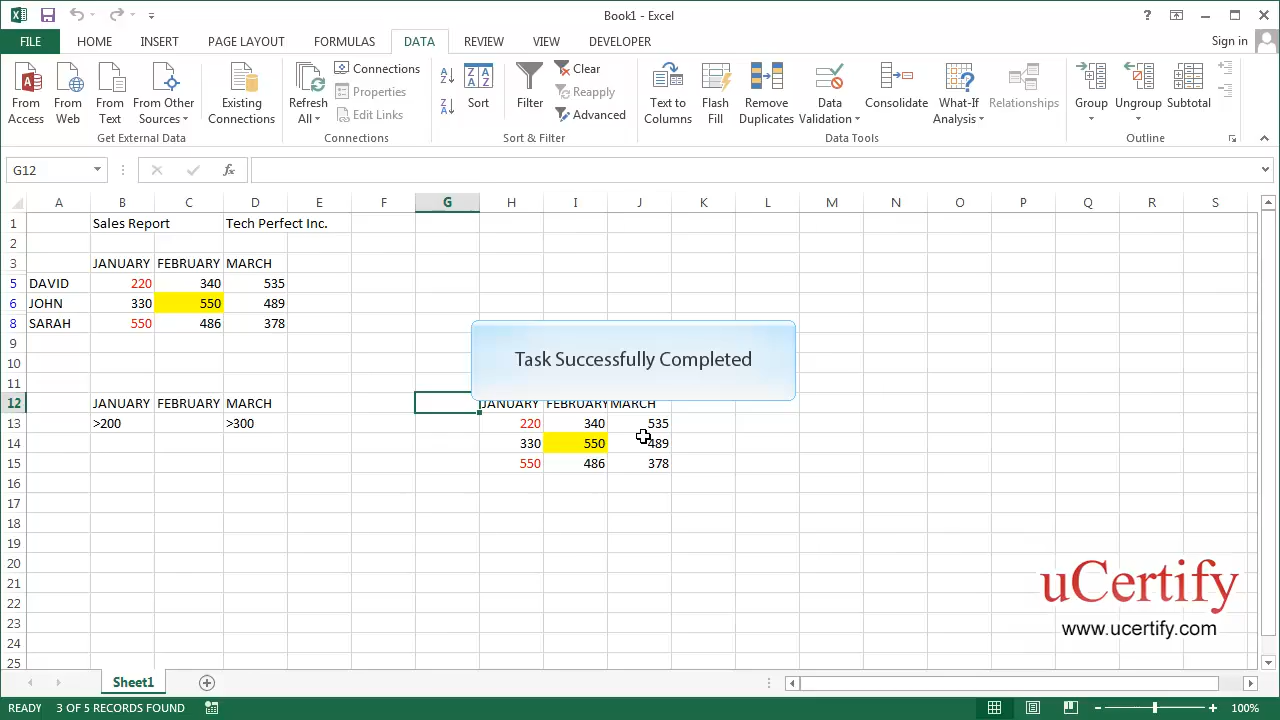 Book1 - Excel
FILE HOME INSERT PAGE LAYOUT FORMULAS DATA REVIEW VIEW DEVELOPER Sign in
From Access
From Web
From Text
From Other Sources
Existing Connections
Get External Data
Refresh All
Connections
Properties
Edit Links
Connections
Sort
Filter
Clear
Reapply
Advanced
Sort & Filter
Text to Columns
Flash Fill
Remove Duplicates
Data Validation
Consolidate
What-If Analysis
Relationships
Data Tools
Group
Ungroup
Subtotal
Outline
G12 fx
A B C D E F G H I J K L M N O P Q R S
1 Sales Report Tech Perfect Inc.
2
3 JANUARY FEBRUARY MARCH
5 DAVID 220 340 535
6 JOHN 330 550 489
8 SARAH 550 486 378
9
Task Successfully Completed
10
11
12 JANUARY FEBRUARY MARCH JANUARY FEBRUARY MARCH
13 >200 >300 220 340 535
14 330 550 489
15 550 486 378
16
17
18
19
20
21
22
23
24
25
uCertify
www.ucertify.com
Sheet1
READY 3 OF 5 RECORDS FOUND 100%